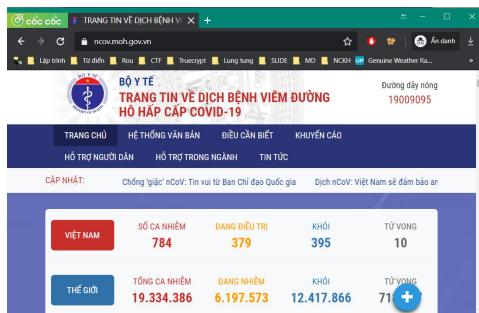 cốc cốc TRANG TIN VỀ DỊCH BỆNH VI
ncov.moh.gov.vn Ẩn danh
Lập trình Từ điển Rou CTF Truecrypt Lung tung SLIDE MD NCKH Genuine Weather Ra...
BỘ Y TẾ
TRANG TIN VỀ DỊCH BỆNH VIÊM ĐƯỜNG
HÔ HẤP CẤP COVID-19
Đường dây nóng
19009095
TRANG CHỦ HỆ THỐNG VĂN BẢN ĐIỀU CẦN BIẾT KHUYẾN CÁO
HỖ TRỢ NGƯỜI DÂN HỖ TRỢ TRONG NGÀNH TIN TỨC
CẬP NHẬT: Chống 'giặc' nCoV: Tin vui từ Ban Chỉ đạo Quốc gia Dịch nCoV: Việt Nam sẽ đảm bảo an
VIỆT NAM
SỐ CA NHIỄM ĐANG ĐIỀU TRỊ KHỎI TỬ VONG
784 379 395 10
THẾ GIỚI
TỔNG CA NHIỄM ĐANG NHIỄM KHỎI TỬ VONG
19.334.386 6.197.573 12.417.866